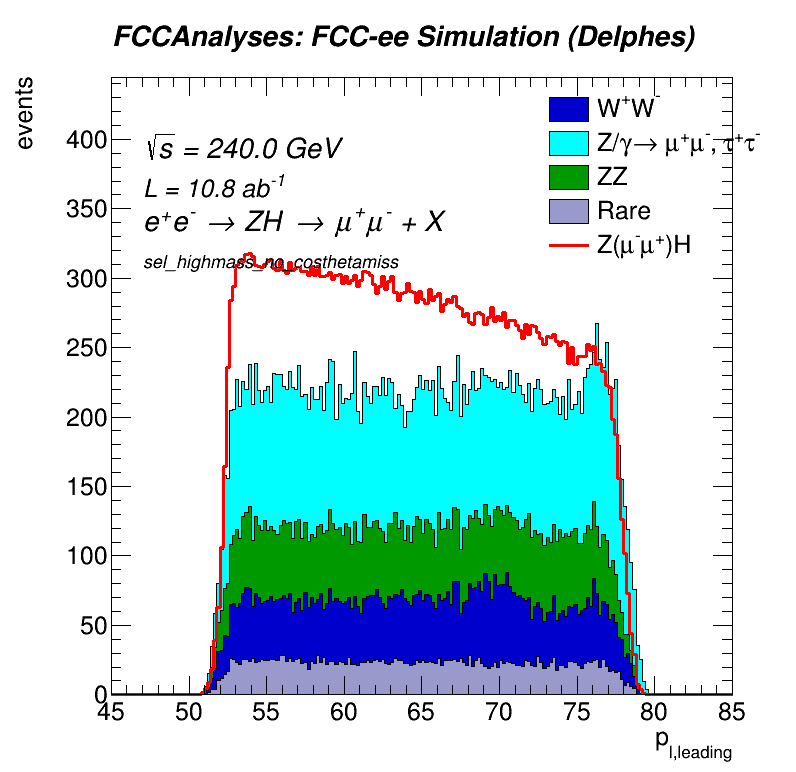 FCCAnalyses: FCC-ee Simulation (Delphes)
events
√s = 240.0 GeV
L = 10.8 ab⁻¹
e⁺e⁻ → ZH → μ⁺μ⁻ + X
sel_highmass_no_costhetamiss
W⁺W⁻
Z/γ→ μ⁺μ⁻, τ⁺τ⁻
ZZ
Rare
Z(μ⁻μ⁺)H
400
350
300
250
200
150
100
50
0
45 50 55 60 65 70 75 80 85
p_l,leading